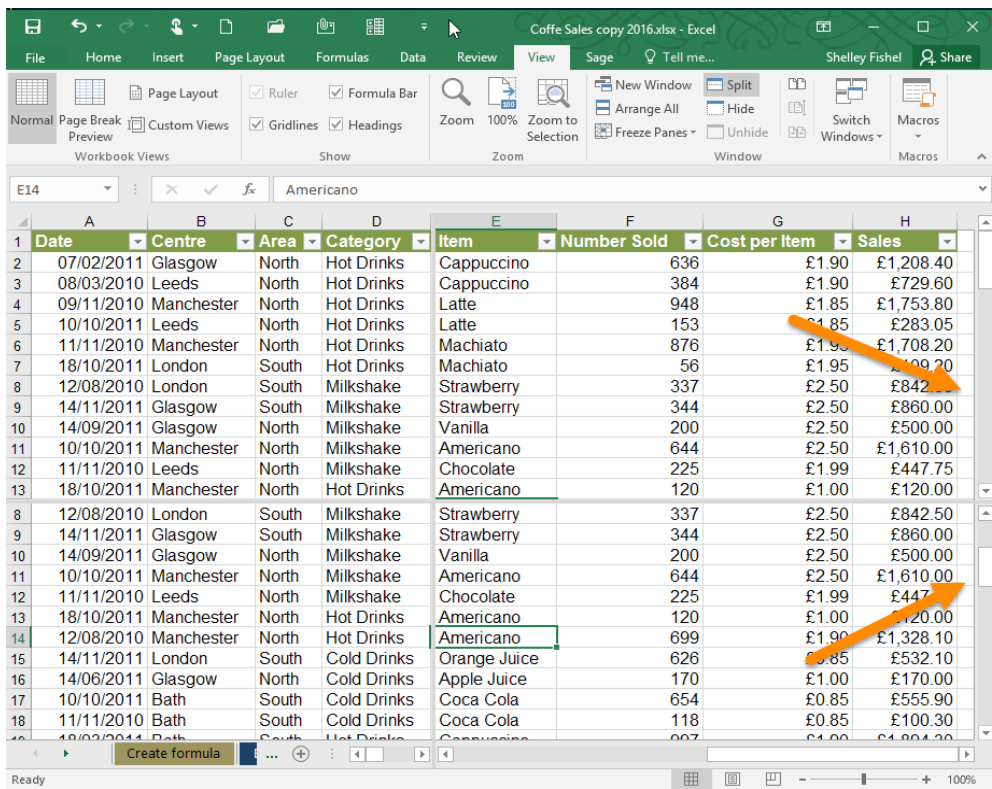 Coffe Sales copy 2016.xlsx - Excel
File Home Insert Page Layout Formulas Data Review View Sage Tell me... Shelley Fishel Share
Page Layout Ruler Formula Bar New Window Split
Normal Page Break Preview Custom Views Gridlines Headings Zoom 100% Zoom to Selection Arrange All Hide Switch Windows Macros
Freeze Panes Unhide
Workbook Views Show Zoom Window Macros
E14 fx Americano
A B C D E F G H
1 Date Centre Area Category Item Number Sold Cost per Item Sales
2 07/02/2011 Glasgow North Hot Drinks Cappuccino 636 £1.90 £1,208.40
3 08/03/2010 Leeds North Hot Drinks Cappuccino 384 £1.90 £729.60
4 09/11/2010 Manchester North Hot Drinks Latte 948 £1.85 £1,753.80
5 10/10/2011 Leeds North Hot Drinks Latte 153 £1.85 £283.05
6 11/11/2010 Manchester North Hot Drinks Machiato 876 £1.95 £1,708.20
7 18/10/2011 London South Hot Drinks Machiato 56 £1.95 £109.20
8 12/08/2010 London South Milkshake Strawberry 337 £2.50
9 14/11/2011 Glasgow South Milkshake Strawberry 344 £2.50 £860.00
10 14/09/2011 Glasgow North Milkshake Vanilla 200 £2.50 £500.00
11 10/10/2011 Manchester North Milkshake Americano 644 £2.50 £1,610.00
12 11/11/2010 Leeds North Milkshake Chocolate 225 £1.99 £447.75
13 18/10/2011 Manchester North Hot Drinks Americano 120 £1.00 £120.00
8 12/08/2010 London South Milkshake Strawberry 337 £2.50 £842.50
9 14/11/2011 Glasgow South Milkshake Strawberry 344 £2.50 £860.00
10 14/09/2011 Glasgow North Milkshake Vanilla 200 £2.50 £500.00
11 10/10/2011 Manchester North Milkshake Americano 644 £2.50 £1,610.00
12 11/11/2010 Leeds North Milkshake Chocolate 225 £1.99
13 18/10/2011 Manchester North Hot Drinks Americano 120 £1.00 £120.00
14 12/08/2010 Manchester North Hot Drinks Americano 699 £1.90 £1,328.10
15 14/11/2011 London South Cold Drinks Orange Juice 626 £0.85 £532.10
16 14/06/2011 Glasgow North Cold Drinks Apple Juice 170 £1.00 £170.00
17 10/10/2011 Bath South Cold Drinks Coca Cola 654 £0.85 £555.90
18 11/11/2010 Bath South Cold Drinks Coca Cola 118 £0.85 £100.30
Create formula ...
Ready 100%